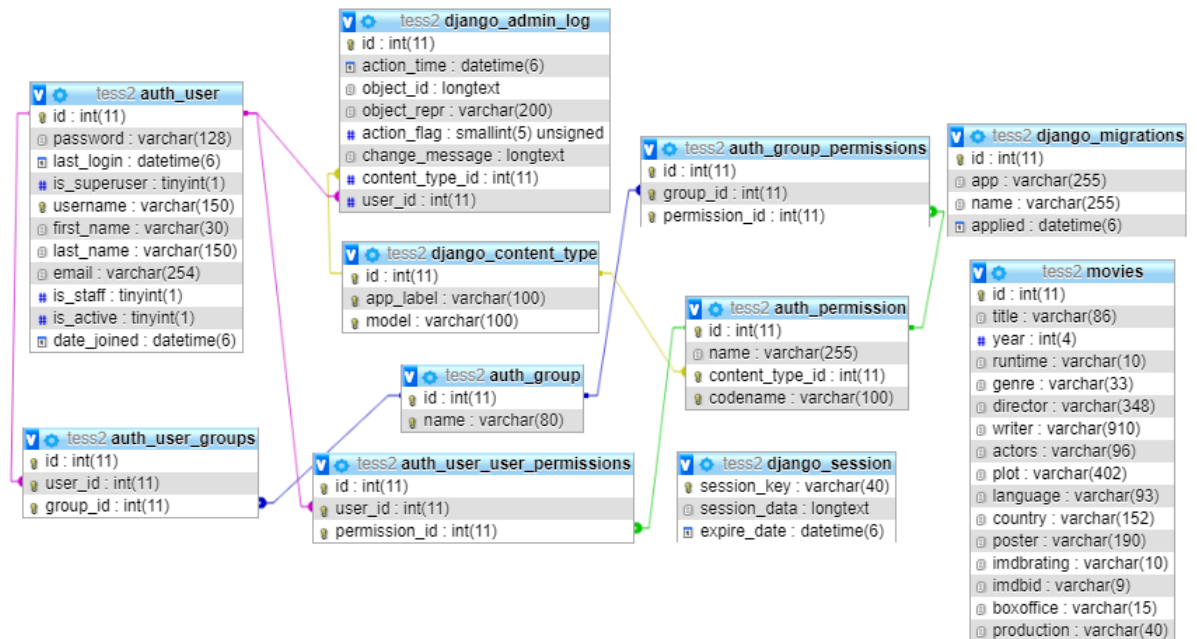 tess2 django_admin_log
id : int(11)
action_time : datetime(6)
object_id : longtext
object_repr : varchar(200)
action_flag : smallint(5) unsigned
change_message : longtext
content_type_id : int(11)
user_id : int(11)
tess2 auth_user
id : int(11)
password : varchar(128)
last_login : datetime(6)
is_superuser : tinyint(1)
username : varchar(150)
first_name : varchar(30)
last_name : varchar(150)
email : varchar(254)
is_staff : tinyint(1)
is_active : tinyint(1)
date_joined : datetime(6)
tess2 auth_group_permissions
id : int(11)
group_id : int(11)
permission_id : int(11)
tess2 django_migrations
id : int(11)
app : varchar(255)
name : varchar(255)
applied : datetime(6)
tess2 django_content_type
id : int(11)
app_label : varchar(100)
model : varchar(100)
tess2 auth_permission
id : int(11)
name : varchar(255)
content_type_id : int(11)
codename : varchar(100)
tess2 movies
id : int(11)
title : varchar(86)
year : int(4)
runtime : varchar(10)
genre : varchar(33)
director : varchar(348)
writer : varchar(910)
actors : varchar(96)
plot : varchar(402)
language : varchar(93)
country : varchar(152)
poster : varchar(190)
imdbrating : varchar(10)
imdbid : varchar(9)
boxoffice : varchar(15)
production : varchar(40)
tess2 auth_group
id : int(11)
name : varchar(80)
tess2 auth_user_groups
id : int(11)
user_id : int(11)
group_id : int(11)
tess2 auth_user_user_permissions
id : int(11)
user_id : int(11)
permission_id : int(11)
tess2 django_session
session_key : varchar(40)
session_data : longtext
expire_date : datetime(6)